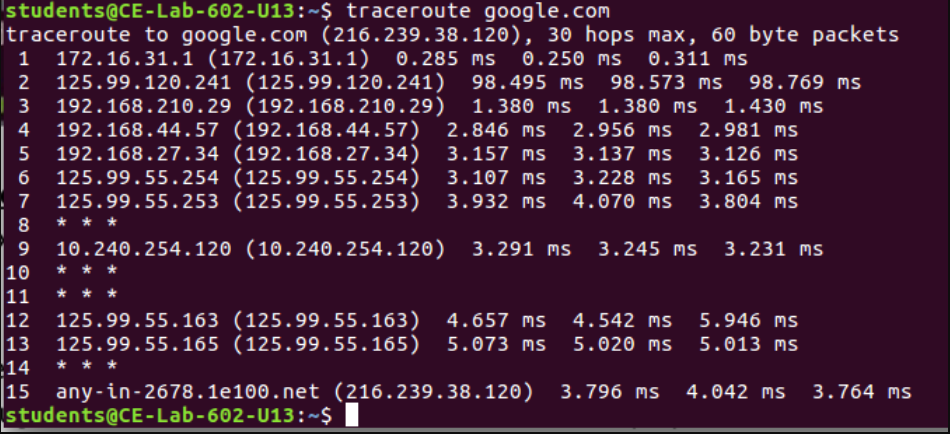 students@CE-Lab-602-U13:~$ traceroute google.com
traceroute to google.com (216.239.38.120), 30 hops max, 60 byte packets
 1  172.16.31.1 (172.16.31.1)  0.285 ms  0.250 ms  0.311 ms
 2  125.99.120.241 (125.99.120.241)  98.495 ms  98.573 ms  98.769 ms
 3  192.168.210.29 (192.168.210.29)  1.380 ms  1.380 ms  1.430 ms
 4  192.168.44.57 (192.168.44.57)  2.846 ms  2.956 ms  2.981 ms
 5  192.168.27.34 (192.168.27.34)  3.157 ms  3.137 ms  3.126 ms
 6  125.99.55.254 (125.99.55.254)  3.107 ms  3.228 ms  3.165 ms
 7  125.99.55.253 (125.99.55.253)  3.932 ms  4.070 ms  3.804 ms
 8  * * *
 9  10.240.254.120 (10.240.254.120)  3.291 ms  3.245 ms  3.231 ms
10  * * *
11  * * *
12  125.99.55.163 (125.99.55.163)  4.657 ms  4.542 ms  5.946 ms
13  125.99.55.165 (125.99.55.165)  5.073 ms  5.020 ms  5.013 ms
14  * * *
15  any-in-2678.1e100.net (216.239.38.120)  3.796 ms  4.042 ms  3.764 ms
students@CE-Lab-602-U13:~$